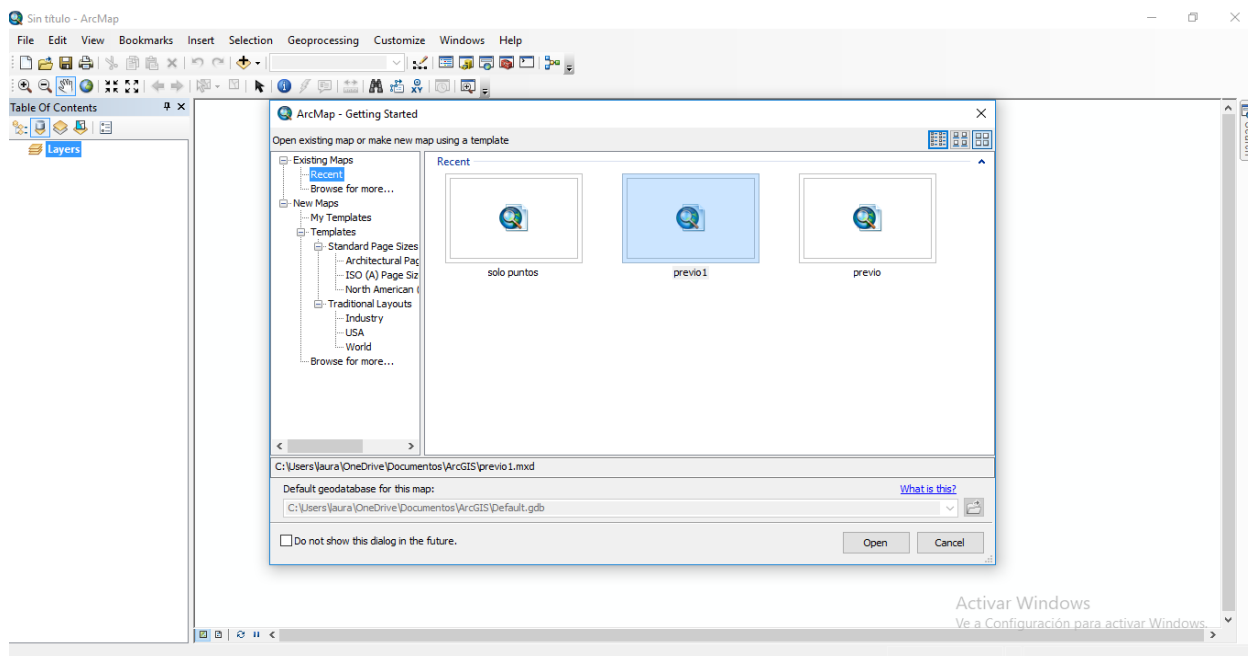 Sin título - ArcMap
File Edit View Bookmarks Insert Selection Geoprocessing Customize Windows Help
Table Of Contents
Layers
ArcMap - Getting Started
Open existing map or make new map using a template
Existing Maps
Recent
Browse for more...
New Maps
My Templates
Templates
Standard Page Sizes
Architectural Pag
ISO (A) Page Siz
North American (
Traditional Layouts
Industry
USA
World
Browse for more...
Recent
solo puntos previo1 previo
C:\Users\laura\OneDrive\Documentos\ArcGIS\previo1.mxd
Default geodatabase for this map: What is this?
C:\Users\laura\OneDrive\Documentos\ArcGIS\Default.gdb
Do not show this dialog in the future.
Open Cancel
Activar Windows
Ve a Configuración para activar Windows.